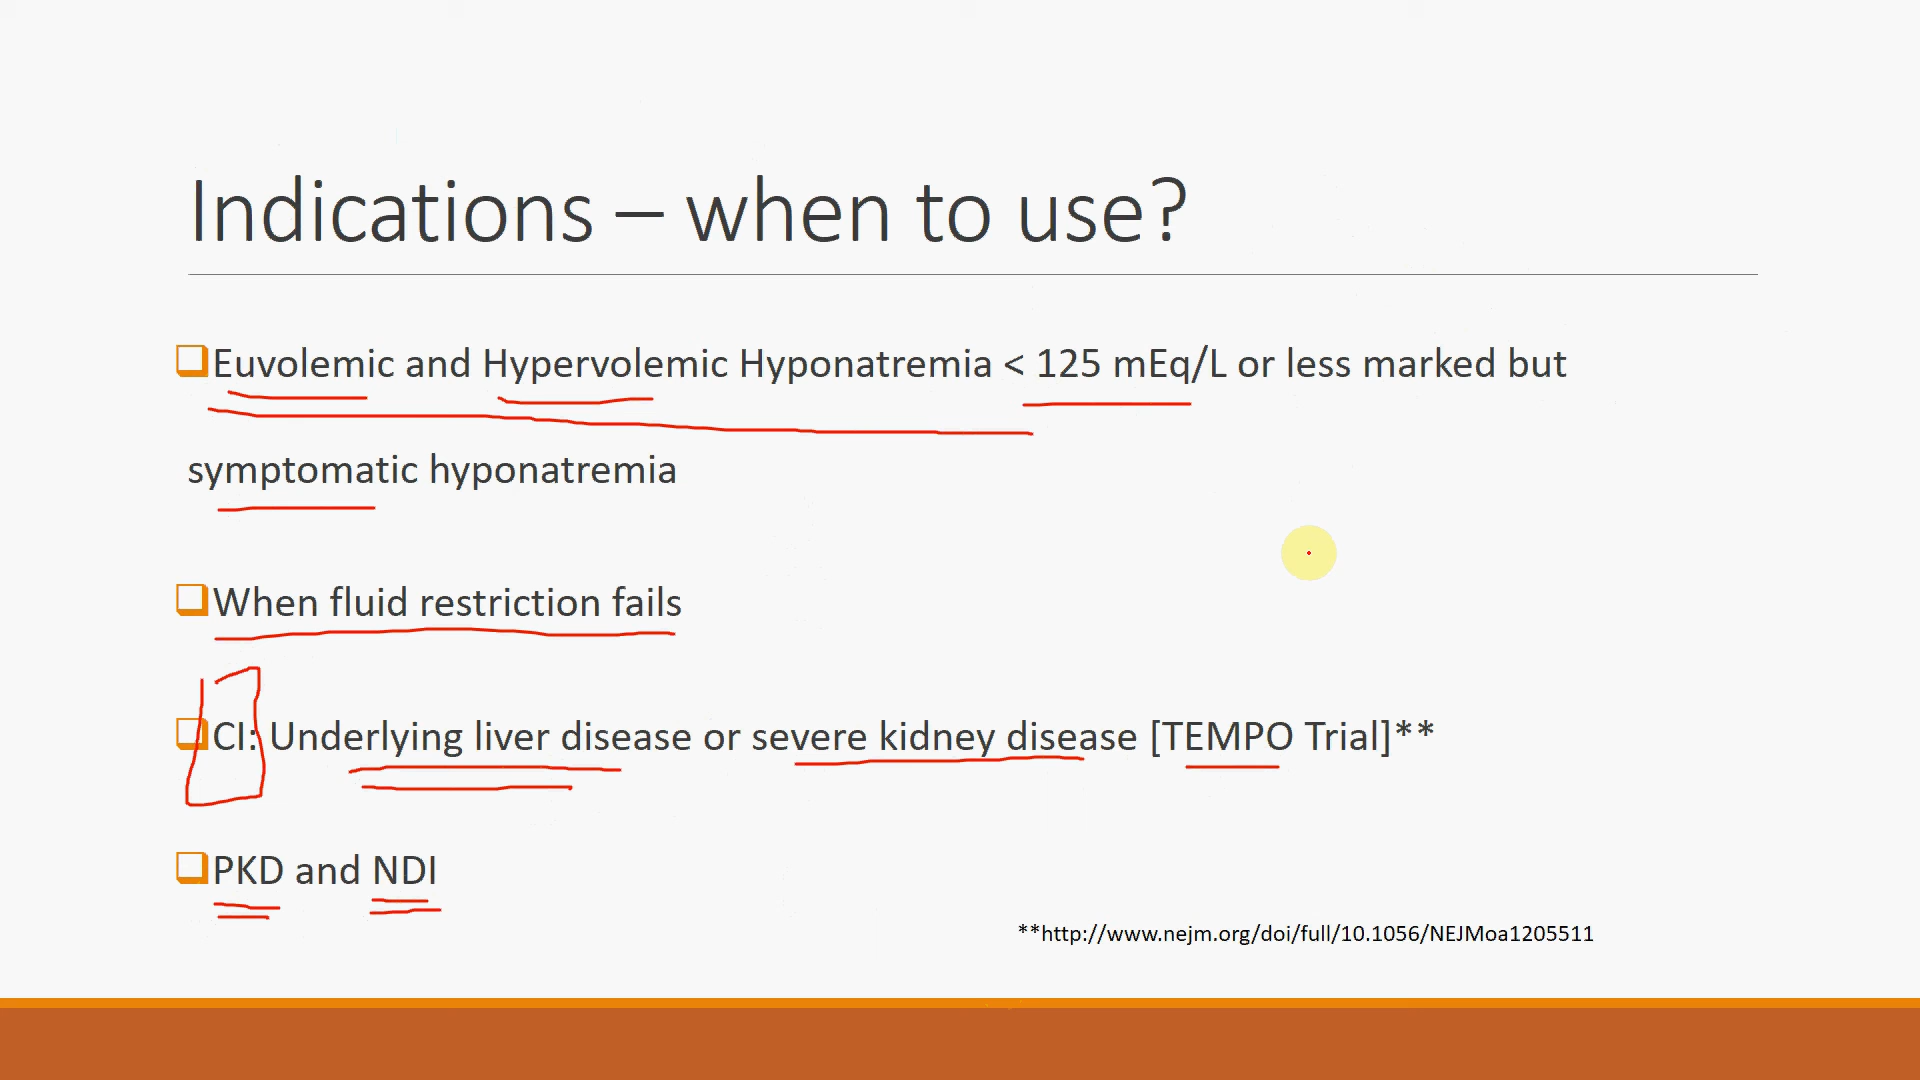 Indications – when to use?
Euvolemic and Hypervolemic Hyponatremia < 125 mEq/L or less marked but
symptomatic hyponatremia
When fluid restriction fails
CI: Underlying liver disease or severe kidney disease [TEMPO Trial]**
PKD and NDI
**http://www.nejm.org/doi/full/10.1056/NEJMoa1205511